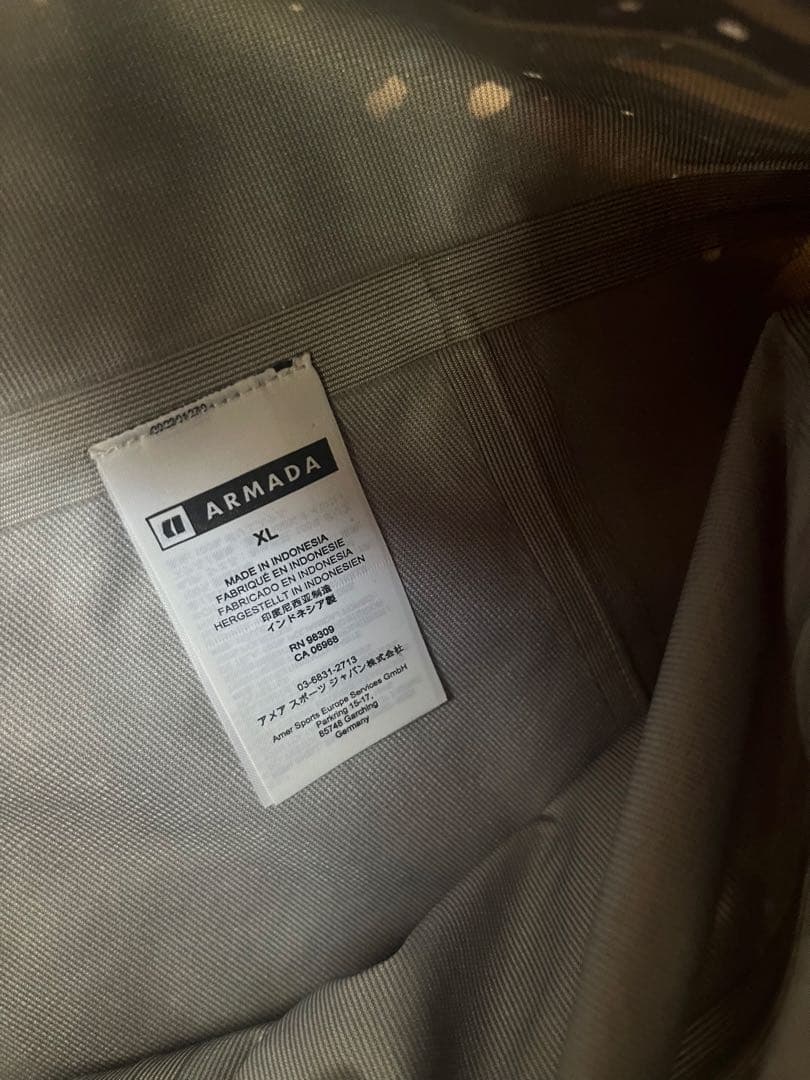 ARMADA
XL
MADE IN INDONESIA
FABRIQUÉ EN INDONESIE
FABRICADO EN INDONESIA
HERGESTELLT IN INDONESIEN
印度尼西亚制造
インドネシア製
RN 98309
CA 06968
03-6831-2713
アメア スポーツ ジャパン株式会社
Amer Sports Europe Services GmbH
Parkring 15-17,
85748 Garching
Germany